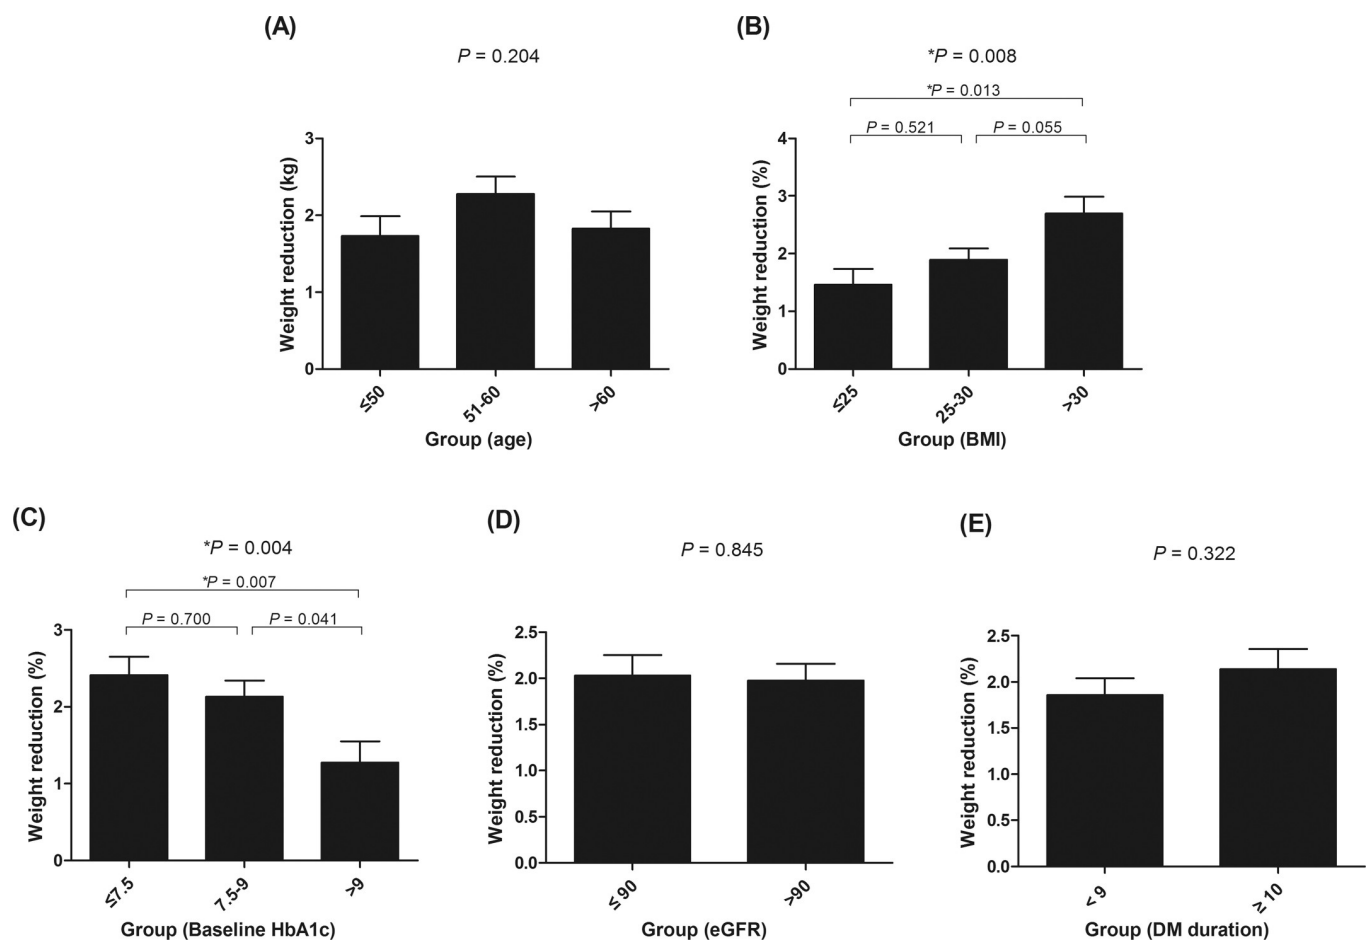 (A)
P = 0.204
Weight reduction (kg)
3
2
1
0
≤50
51-60
>60
Group (age)
(B)
*P = 0.008
*P = 0.013
P = 0.521
P = 0.055
Weight reduction (%)
4
3
2
1
0
≤25
25-30
>30
Group (BMI)
(C)
*P = 0.004
*P = 0.007
P = 0.700
P = 0.041
Weight reduction (%)
3
2
1
0
≤7.5
7.5-9
>9
Group (Baseline HbA1c)
(D)
P = 0.845
Weight reduction (%)
2.5
2.0
1.5
1.0
0.5
0.0
≤ 90
>90
Group (eGFR)
(E)
P = 0.322
Weight reduction (%)
2.5
2.0
1.5
1.0
0.5
0.0
< 9
≥ 10
Group (DM duration)